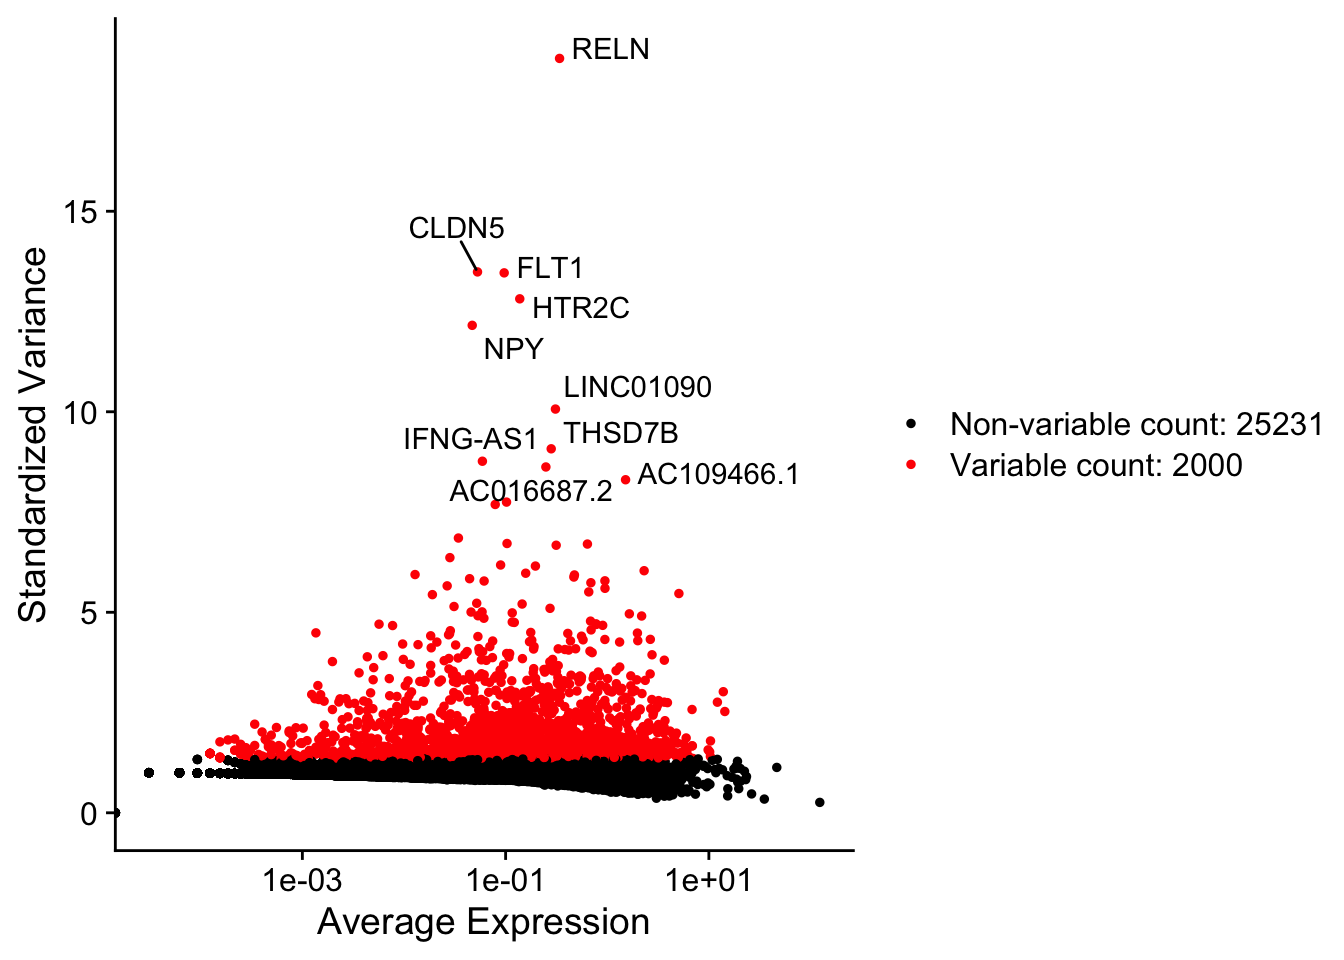 RELN
15
CLDN5
FLT1
HTR2C
NPY
LINC01090
10
THSD7B
IFNG-AS1
AC109466.1
AC016687.2
5
0
Standardized Variance
1e-03
1e-01
1e+01
Average Expression
Non-variable count: 25231
Variable count: 2000